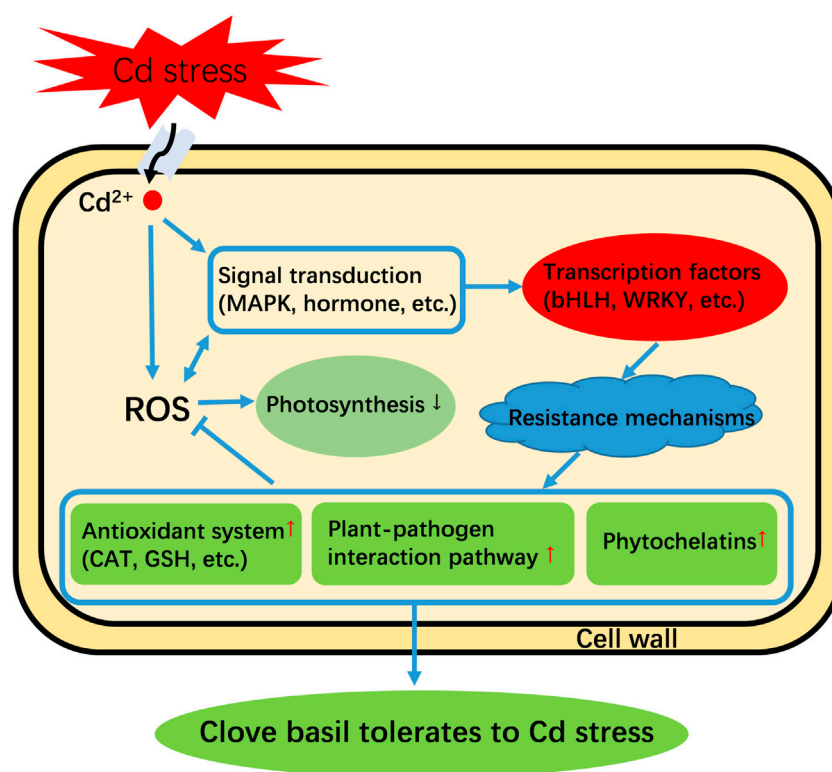 Cd stress
Cd²⁺
Signal transduction
(MAPK, hormone, etc.)
Transcription factors
(bHLH, WRKY, etc.)
ROS
Photosynthesis ↓
Resistance mechanisms
Antioxidant system↑
(CAT, GSH, etc.)
Plant-pathogen
interaction pathway ↑
Phytochelatins↑
Cell wall
Clove basil tolerates to Cd stress